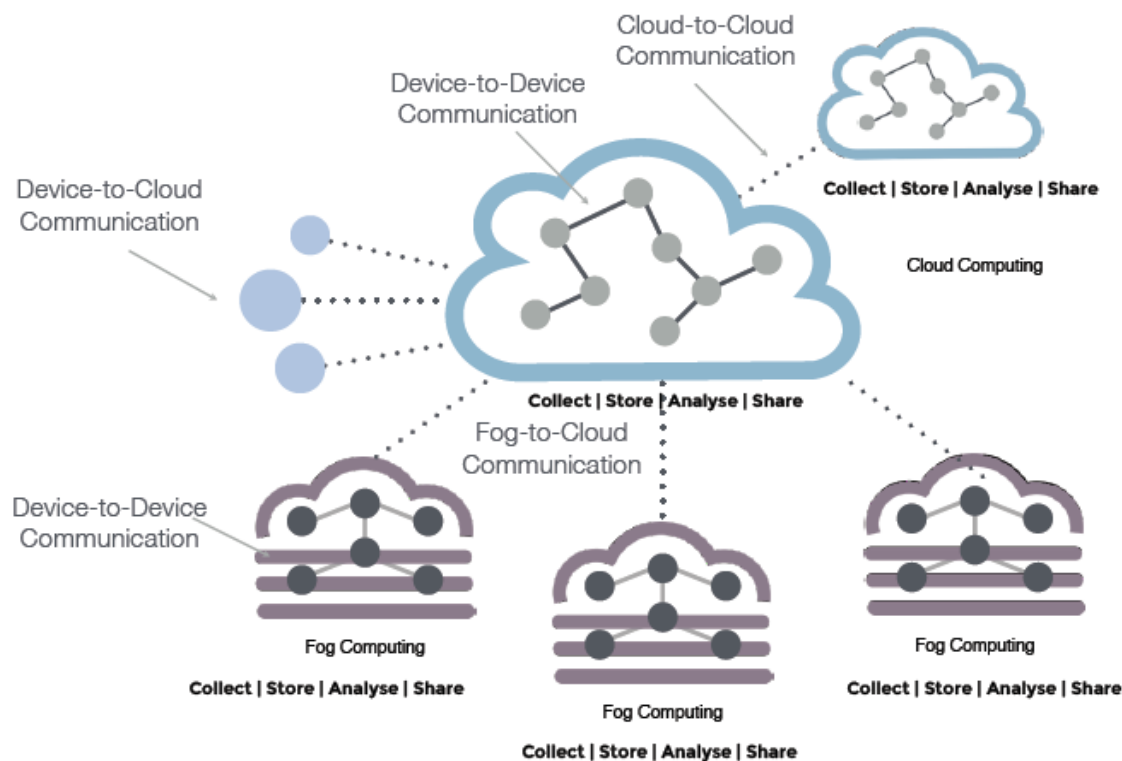 Cloud-to-Cloud
Communication
Device-to-Device
Communication
Device-to-Cloud
Communication
Collect | Store | Analyse | Share
Cloud Computing
Collect | Store | Analyse | Share
Fog-to-Cloud
Communication
Device-to-Device
Communication
Fog Computing
Collect | Store | Analyse | Share
Fog Computing
Collect | Store | Analyse | Share
Fog Computing
Collect | Store | Analyse | Share